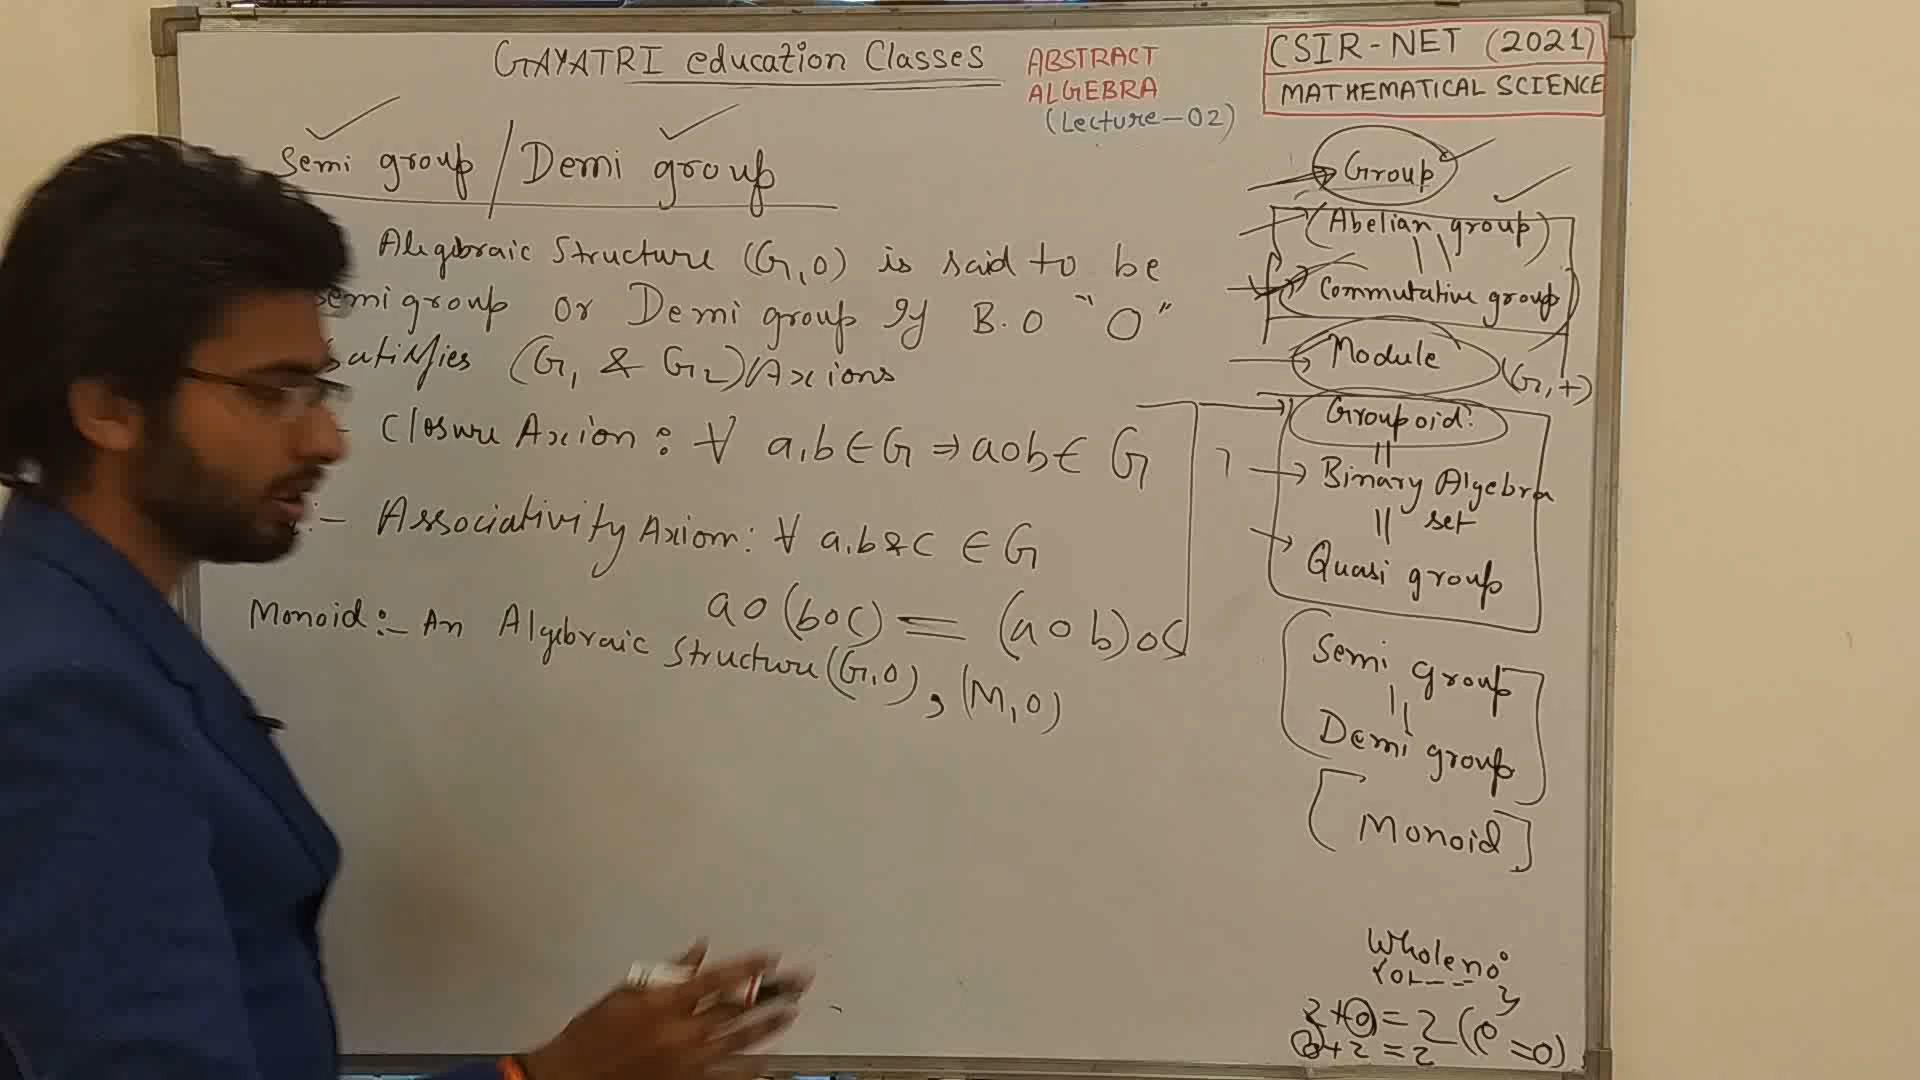 GAYATRI education Classes
ABSTRACT
ALGEBRA
(Lecture-02)
CSIR-NET (2021)
MATHEMATICAL SCIENCE
Semi group / Demi group
Algebraic Structure (G,o) is said to be
semi group or Demi group If B.O "O"
satisfies (G1 & G2)/Axions
Closure Axion: ∀ a,b ∈ G ⇒ aob ∈ G
:- Associativity Axiom: ∀ a,b & c ∈ G
ao(boc) = (aob)oc
Monoid:- An Algebraic Structure (G,o), (M,o)
Group
(Abelian group)
Commutative group
Module
(G,+)
Groupoid:
||
Binary Algebra
|| set
Quasi group
Semi group
||
Demi group
[Monoid]
Whole no
2+0=2 (e=0)
0+2=2